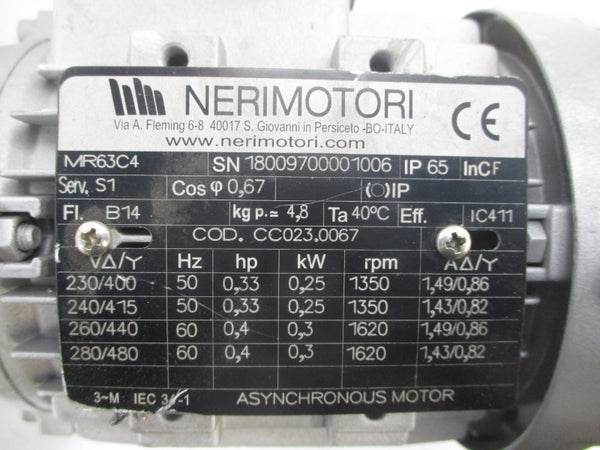 NERIMOTORI
CE
Via A. Fleming 6-8 40017 S. Giovanni in Persiceto -BO-ITALY
www.nerimotori.com
MR63C4 SN 18009700001006 IP 65 InCF
Serv. S1 Cos φ 0,67 (○)IP
Fl. B14 kg p.≃ 4,8 Ta 40°C Eff. IC411
COD. CC023.0067
VΔ/Y Hz hp kW rpm AΔ/Y
230/400 50 0,33 0,25 1350 1,49/0,86
240/415 50 0,33 0,25 1350 1,43/0,82
260/440 60 0,4 0,3 1620 1,49/0,86
280/480 60 0,4 0,3 1620 1,43/0,82
3~M IEC 34-1 ASYNCHRONOUS MOTOR